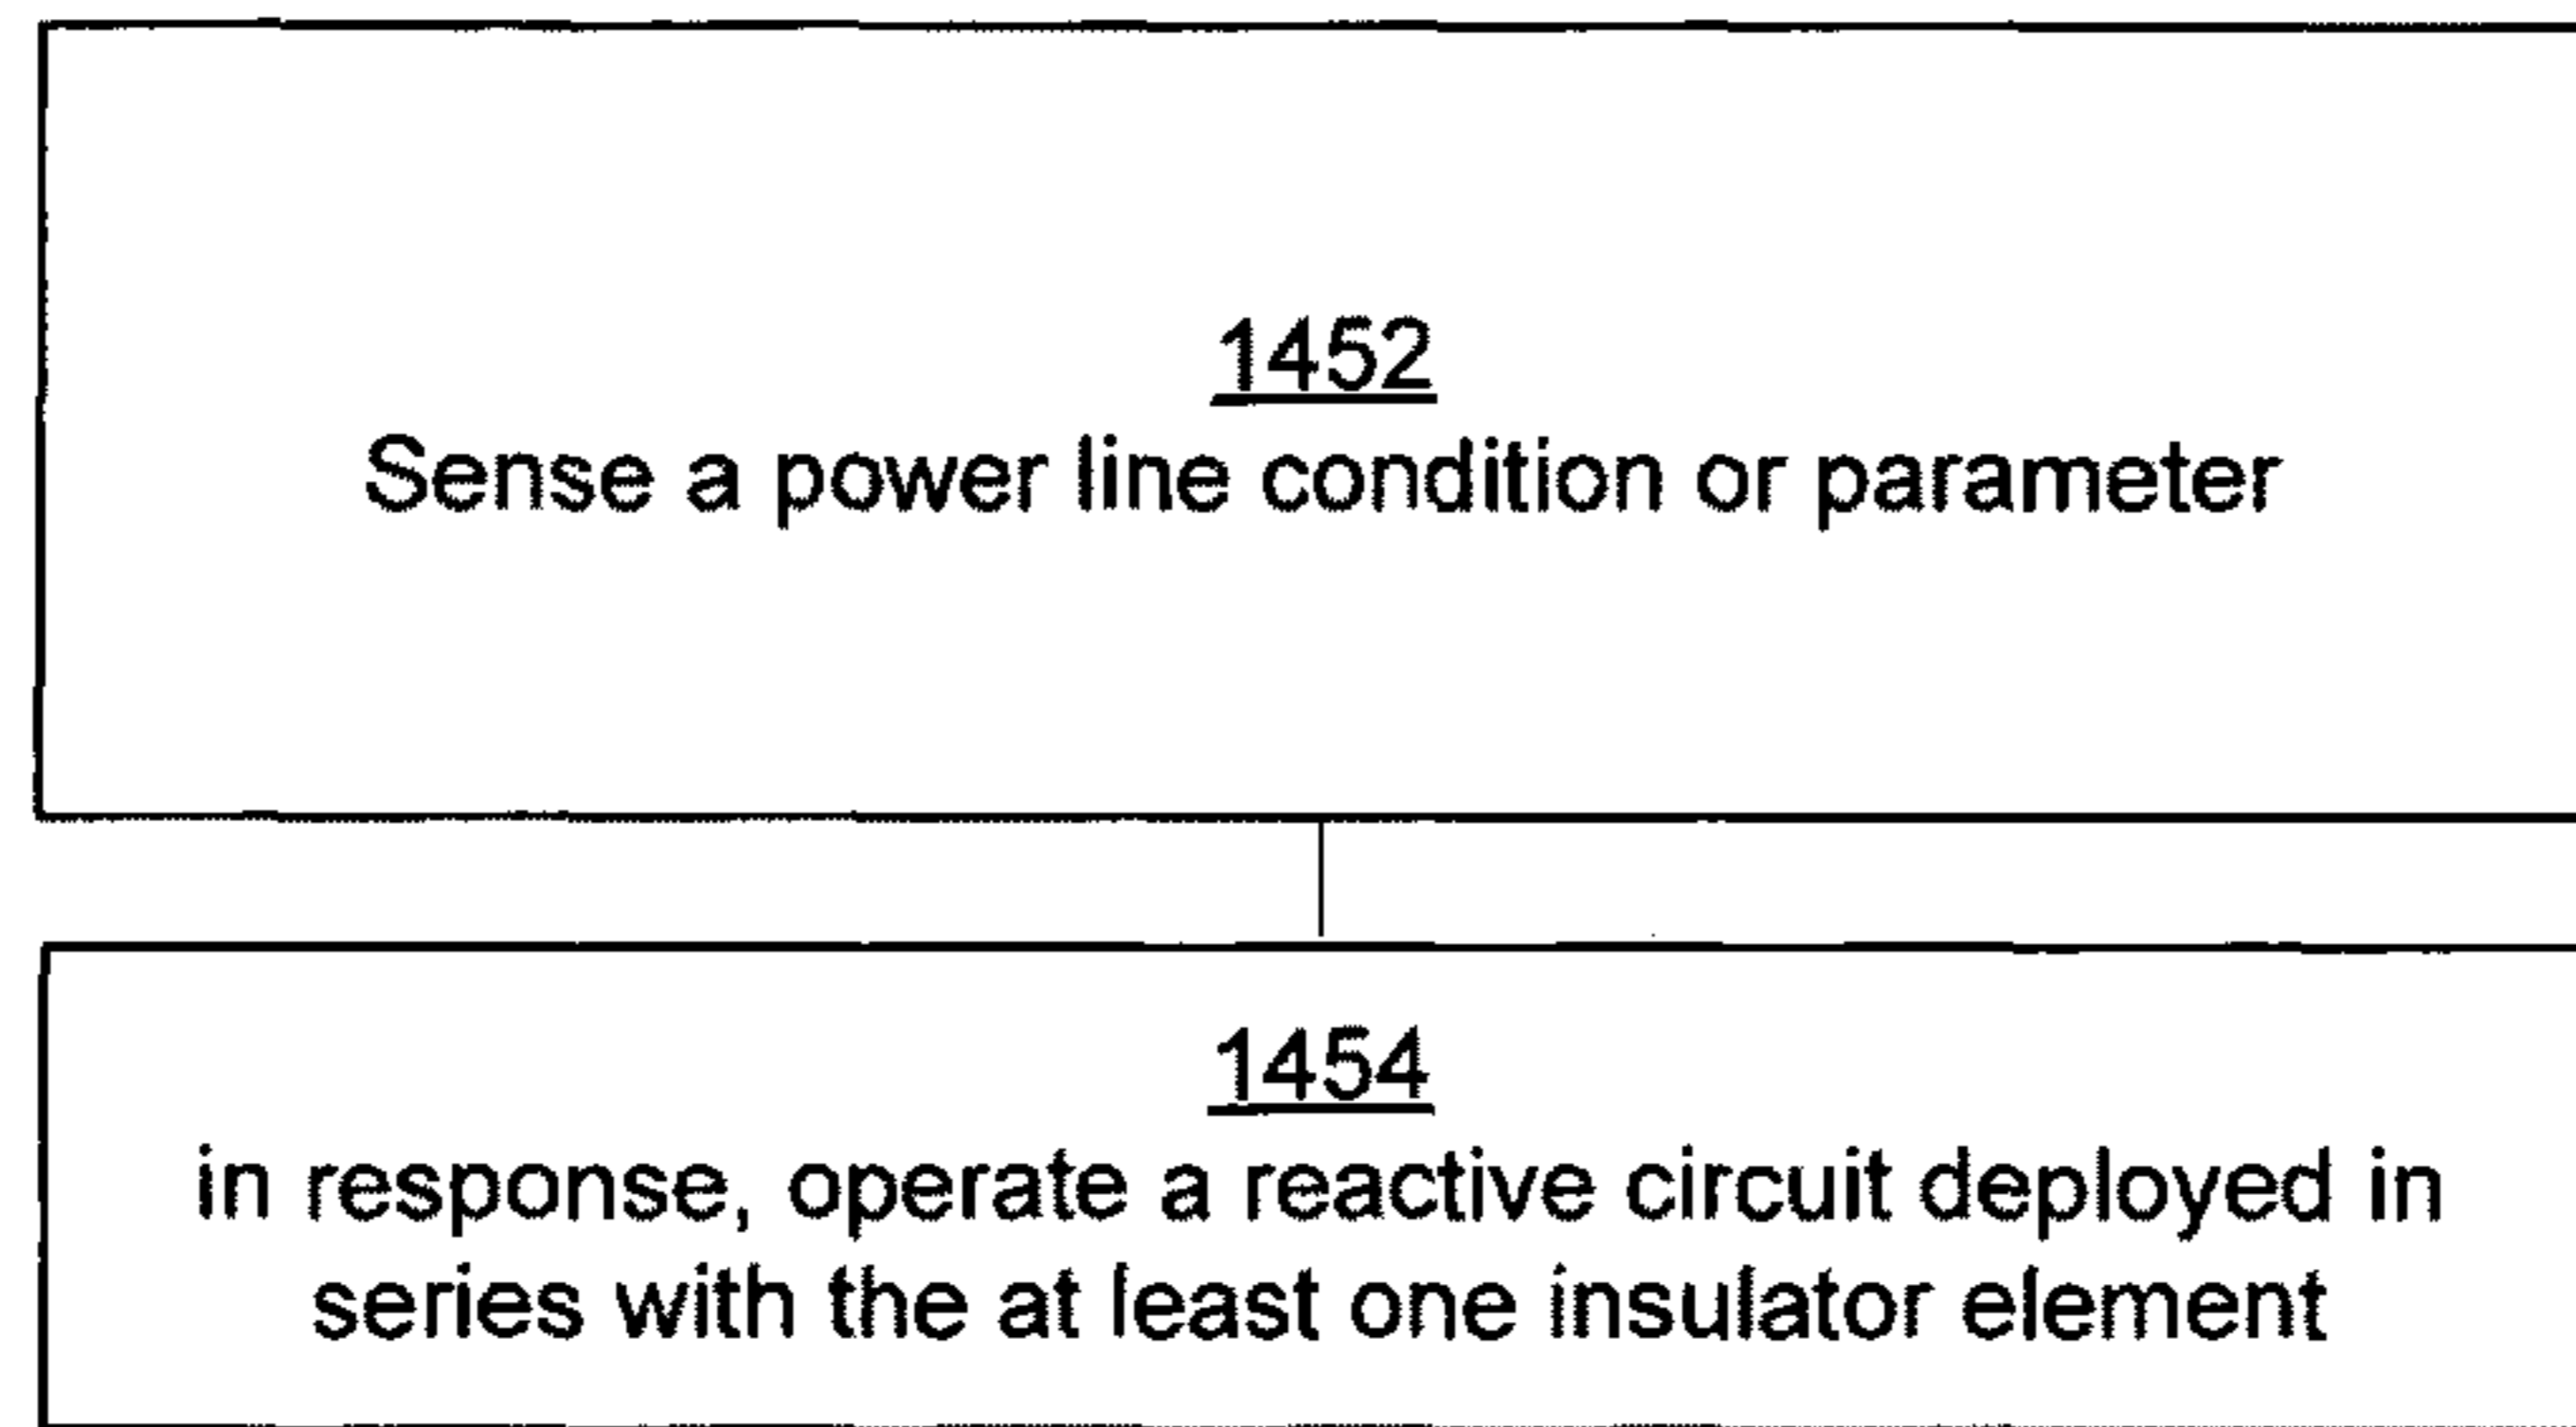 1452
Sense a power line condition or parameter
1454
in response, operate a reactive circuit deployed in
series with the at least one insulator element